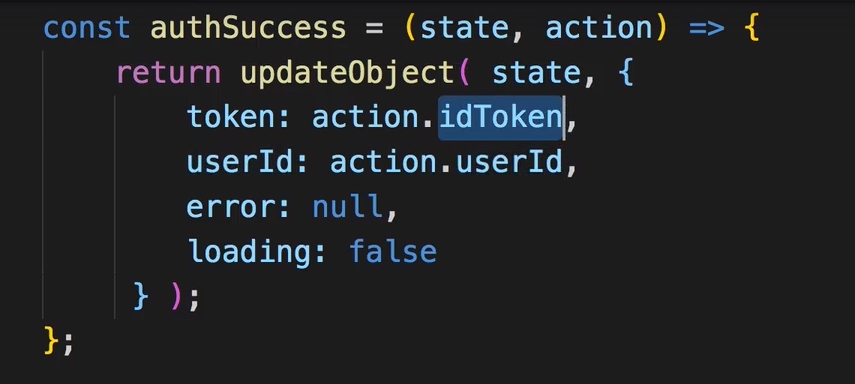 const authSuccess = (state, action) => {
    return updateObject( state, {
        token: action.idToken,
        userId: action.userId,
        error: null,
        loading: false
     } );
};